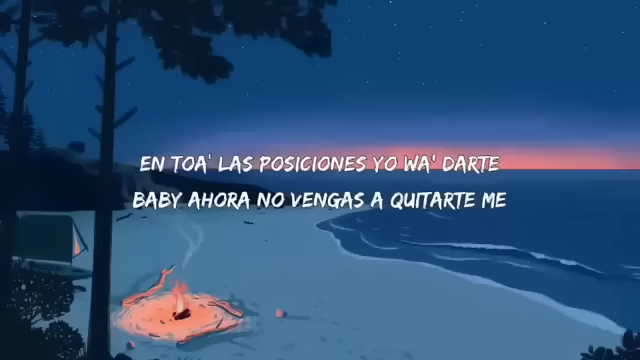 EN TOA' LAS POSICIONES YO WA' DARTE
BABY AHORA NO VENGAS A QUITARTE ME